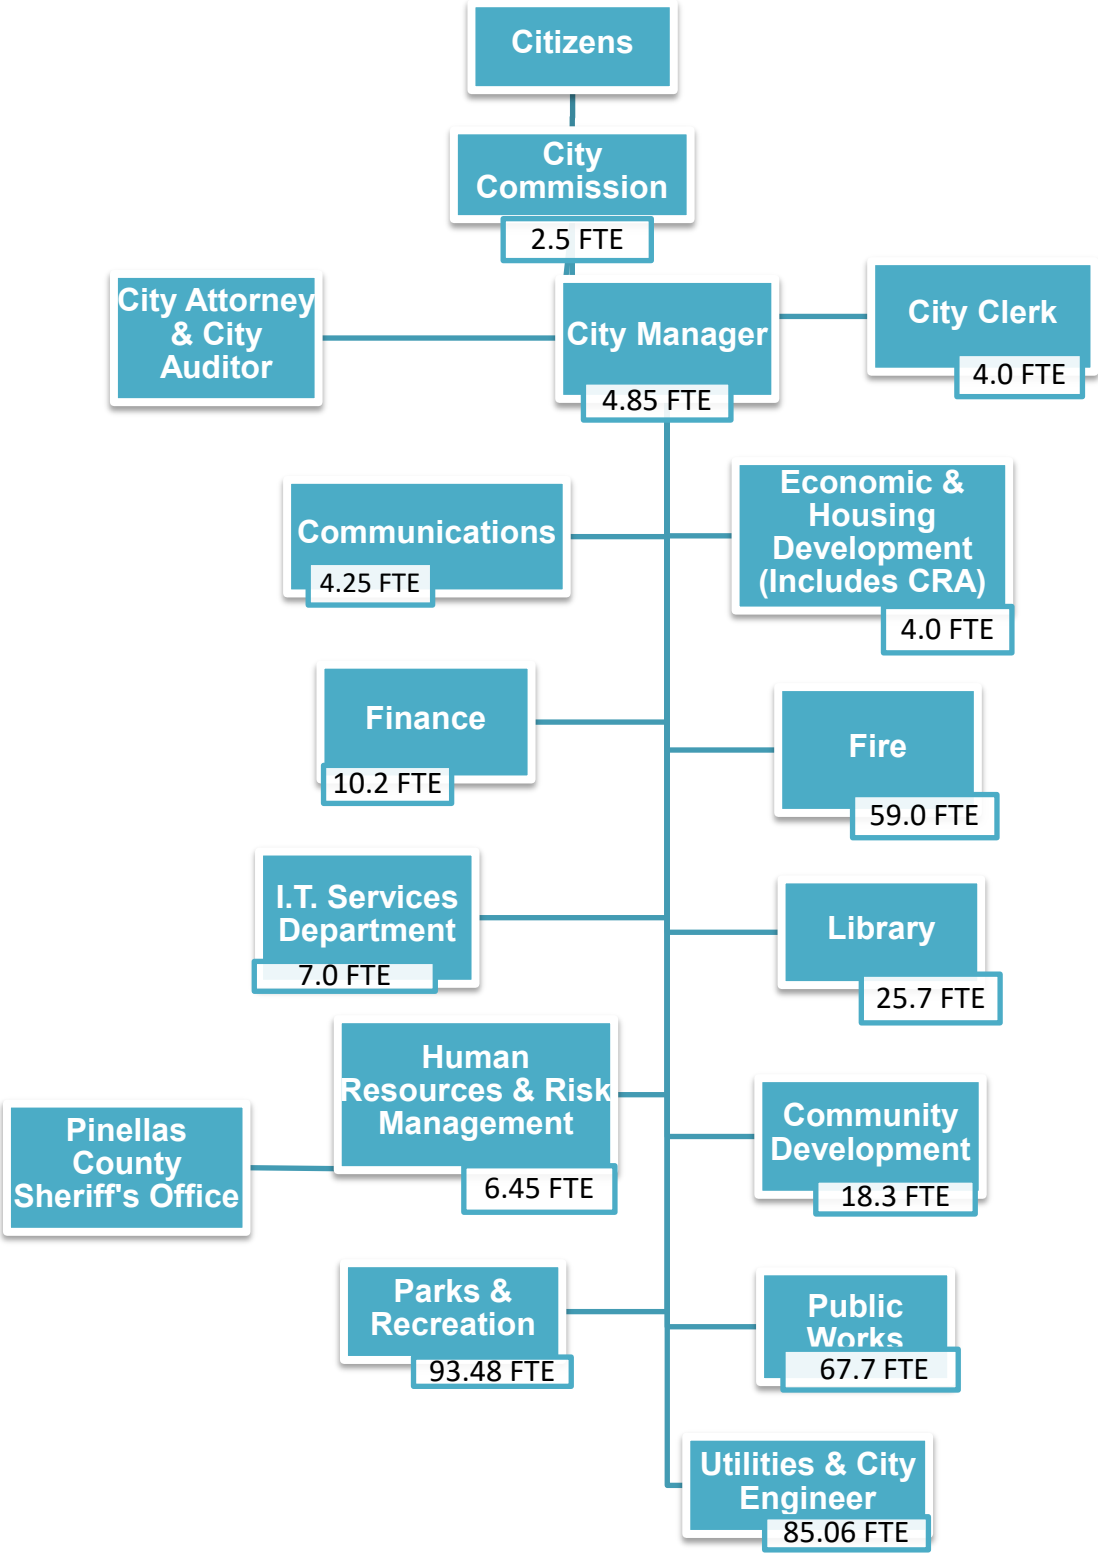 Citizens
City
Commission
2.5 FTE
City Attorney
& City
Auditor
City Manager
4.85 FTE
City Clerk
4.0 FTE
Communications
4.25 FTE
Economic &
Housing
Development
(Includes CRA)
4.0 FTE
Finance
10.2 FTE
Fire
59.0 FTE
I.T. Services
Department
7.0 FTE
Library
25.7 FTE
Human
Resources & Risk
Management
6.45 FTE
Pinellas
County
Sheriff's Office
Community
Development
18.3 FTE
Parks &
Recreation
93.48 FTE
Public
Works
67.7 FTE
Utilities & City
Engineer
85.06 FTE